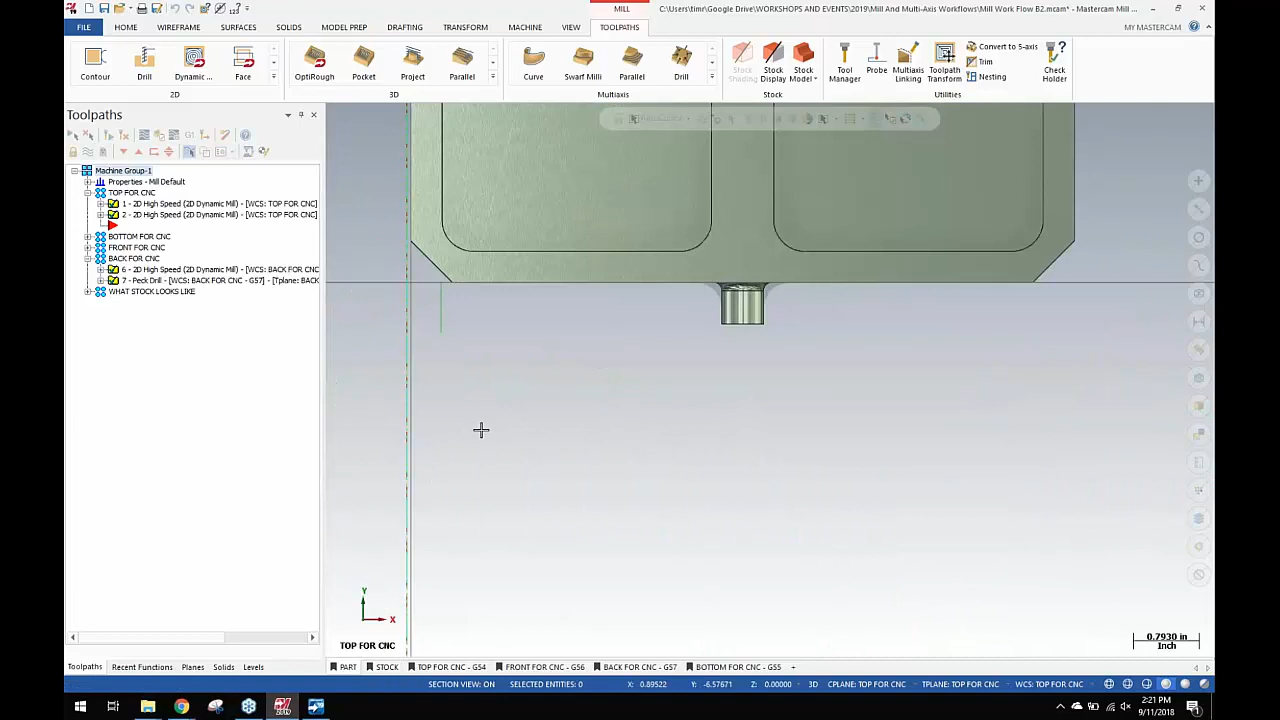 MILL
C:\Users\timr\Google Drive\WORKSHOPS AND EVENTS\2019\Mill And Multi-Axis Workflows\Mill Work Flow B2.mcam* - Mastercam Mill ...
FILE HOME WIREFRAME SURFACES SOLIDS MODEL PREP DRAFTING TRANSFORM MACHINE VIEW TOOLPATHS MY MASTERCAM
Contour Drill Dynamic ... Face OptiRough Pocket Project Parallel Curve Swarf Milli Parallel Drill Stock Shading Stock Display Stock Model Tool Manager Probe Multiaxis Linking Toolpath Transform Convert to 5-axis Trim Nesting Check Holder
2D 3D Multiaxis Stock Utilities
Toolpaths
G1
Machine Group-1
Properties - Mill Default
TOP FOR CNC
1 - 2D High Speed (2D Dynamic Mill) - [WCS: TOP FOR CNC]
2 - 2D High Speed (2D Dynamic Mill) - [WCS: TOP FOR CNC]
BOTTOM FOR CNC
FRONT FOR CNC
BACK FOR CNC
6 - 2D High Speed (2D Dynamic Mill) - [WCS: BACK FOR CNC
7 - Peck Drill - [WCS: BACK FOR CNC - G57] - [Tplane: BACK
WHAT STOCK LOOKS LIKE
Y
X
TOP FOR CNC
0.7930 in
Inch
Toolpaths Recent Functions Planes Solids Levels
PART STOCK TOP FOR CNC - G54 FRONT FOR CNC - G56 BACK FOR CNC - G57 BOTTOM FOR CNC - G55 +
SECTION VIEW: ON SELECTED ENTITIES: 0 X: 0.89522 Y: -6.57671 Z: 0.00000 3D CPLANE: TOP FOR CNC TPLANE: TOP FOR CNC WCS: TOP FOR CNC
2:21 PM
9/11/2018